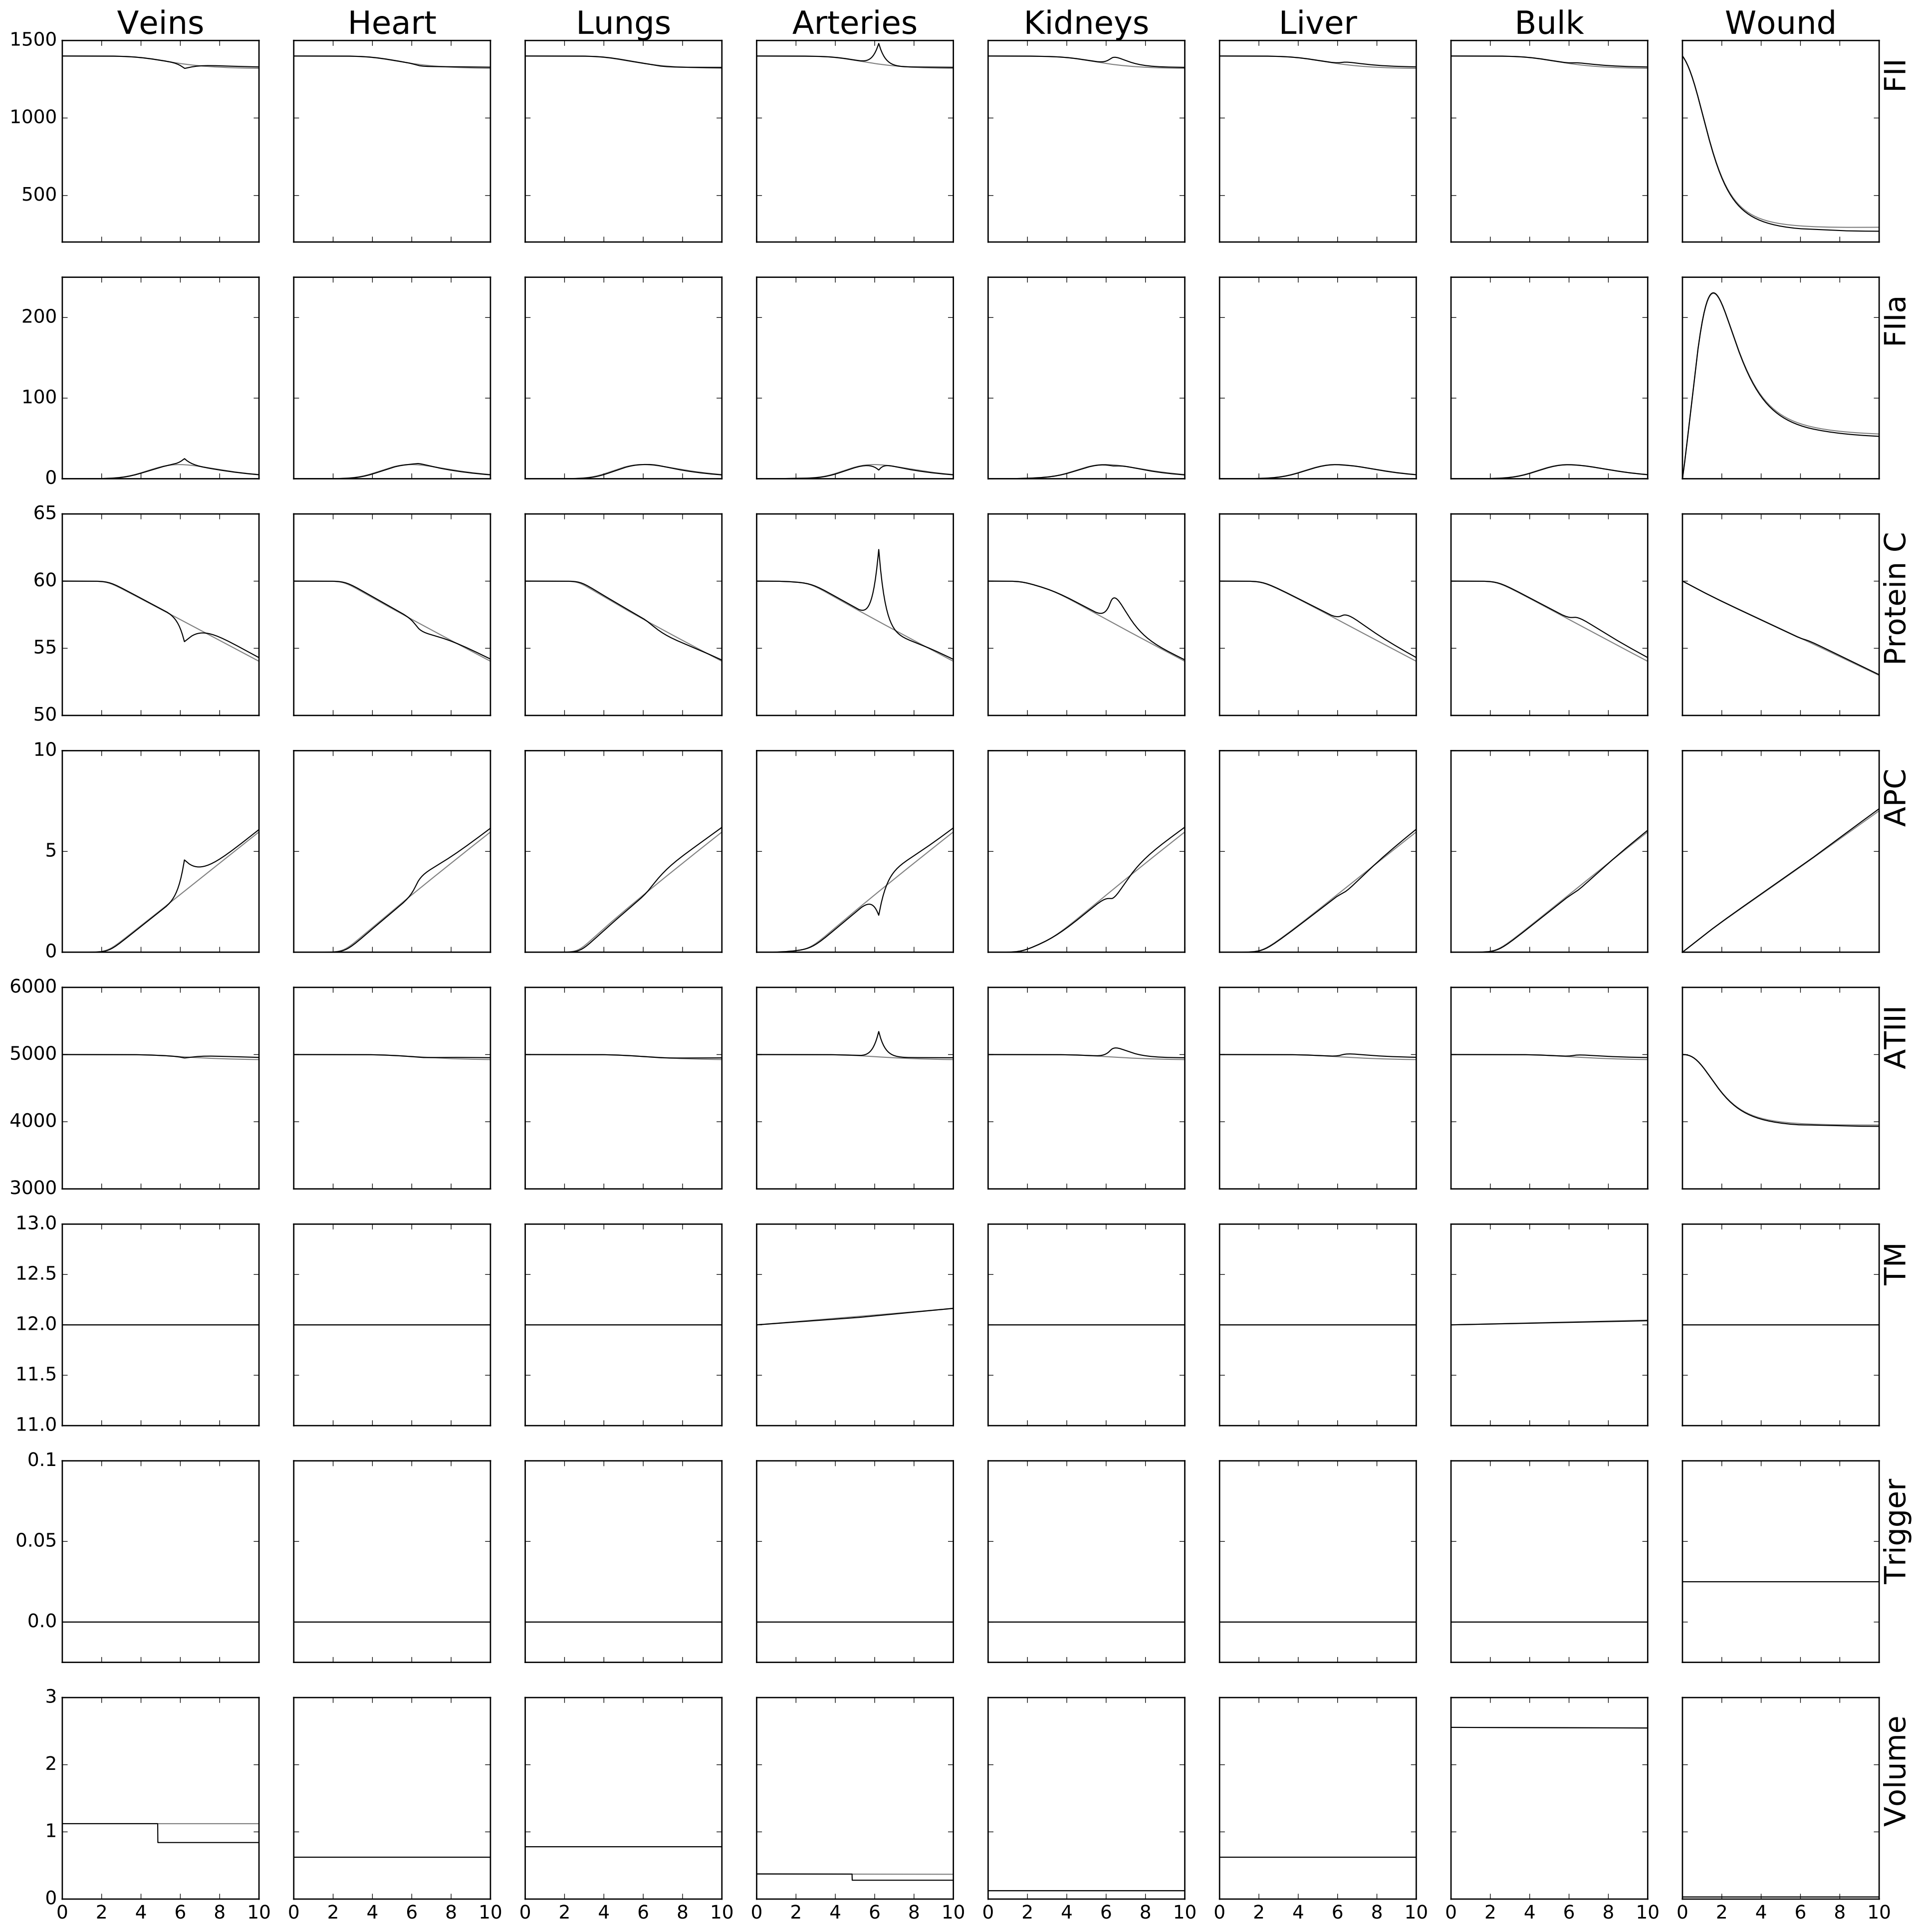 Veins Heart Lungs Arteries Kidneys Liver Bulk Wound
1500
1000
500
FII
200
100
0
FIIa
65
60
55
50
Protein C
10
5
0
APC
6000
5000
4000
3000
ATIII
13.0
12.5
12.0
11.5
11.0
TM
0.1
0.05
0.0
Trigger
3
2
1
0
Volume
0 2 4 6 8 10 0 2 4 6 8 10 0 2 4 6 8 10 0 2 4 6 8 10 0 2 4 6 8 10 0 2 4 6 8 10 0 2 4 6 8 10 0 2 4 6 8 10